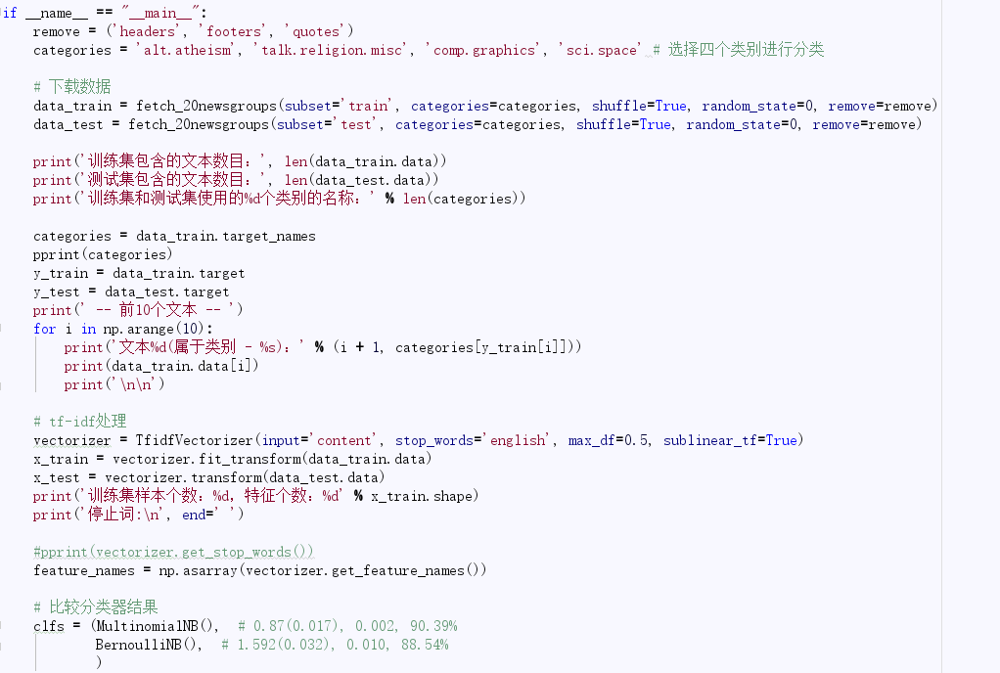 if __name__ == "__main__":
    remove = ('headers', 'footers', 'quotes')
    categories = 'alt.atheism', 'talk.religion.misc', 'comp.graphics', 'sci.space' # 选择四个类别进行分类
    # 下载数据
    data_train = fetch_20newsgroups(subset='train', categories=categories, shuffle=True, random_state=0, remove=remove)
    data_test = fetch_20newsgroups(subset='test', categories=categories, shuffle=True, random_state=0, remove=remove)
    print('训练集包含的文本数目：', len(data_train.data))
    print('测试集包含的文本数目：', len(data_test.data))
    print('训练集和测试集使用的%d个类别的名称：' % len(categories))
    categories = data_train.target_names
    pprint(categories)
    y_train = data_train.target
    y_test = data_test.target
    print(' -- 前10个文本 -- ')
    for i in np.arange(10):
        print('文本%d(属于类别 - %s)：' % (i + 1, categories[y_train[i]]))
        print(data_train.data[i])
        print('\n\n')
    # tf-idf处理
    vectorizer = TfidfVectorizer(input='content', stop_words='english', max_df=0.5, sublinear_tf=True)
    x_train = vectorizer.fit_transform(data_train.data)
    x_test = vectorizer.transform(data_test.data)
    print('训练集样本个数：%d，特征个数：%d' % x_train.shape)
    print('停止词:\n', end=' ')
    #pprint(vectorizer.get_stop_words())
    feature_names = np.asarray(vectorizer.get_feature_names())
    # 比较分类器结果
    clfs = (MultinomialNB(),  # 0.87(0.017), 0.002, 90.39%
            BernoulliNB(),  # 1.592(0.032), 0.010, 88.54%
            )